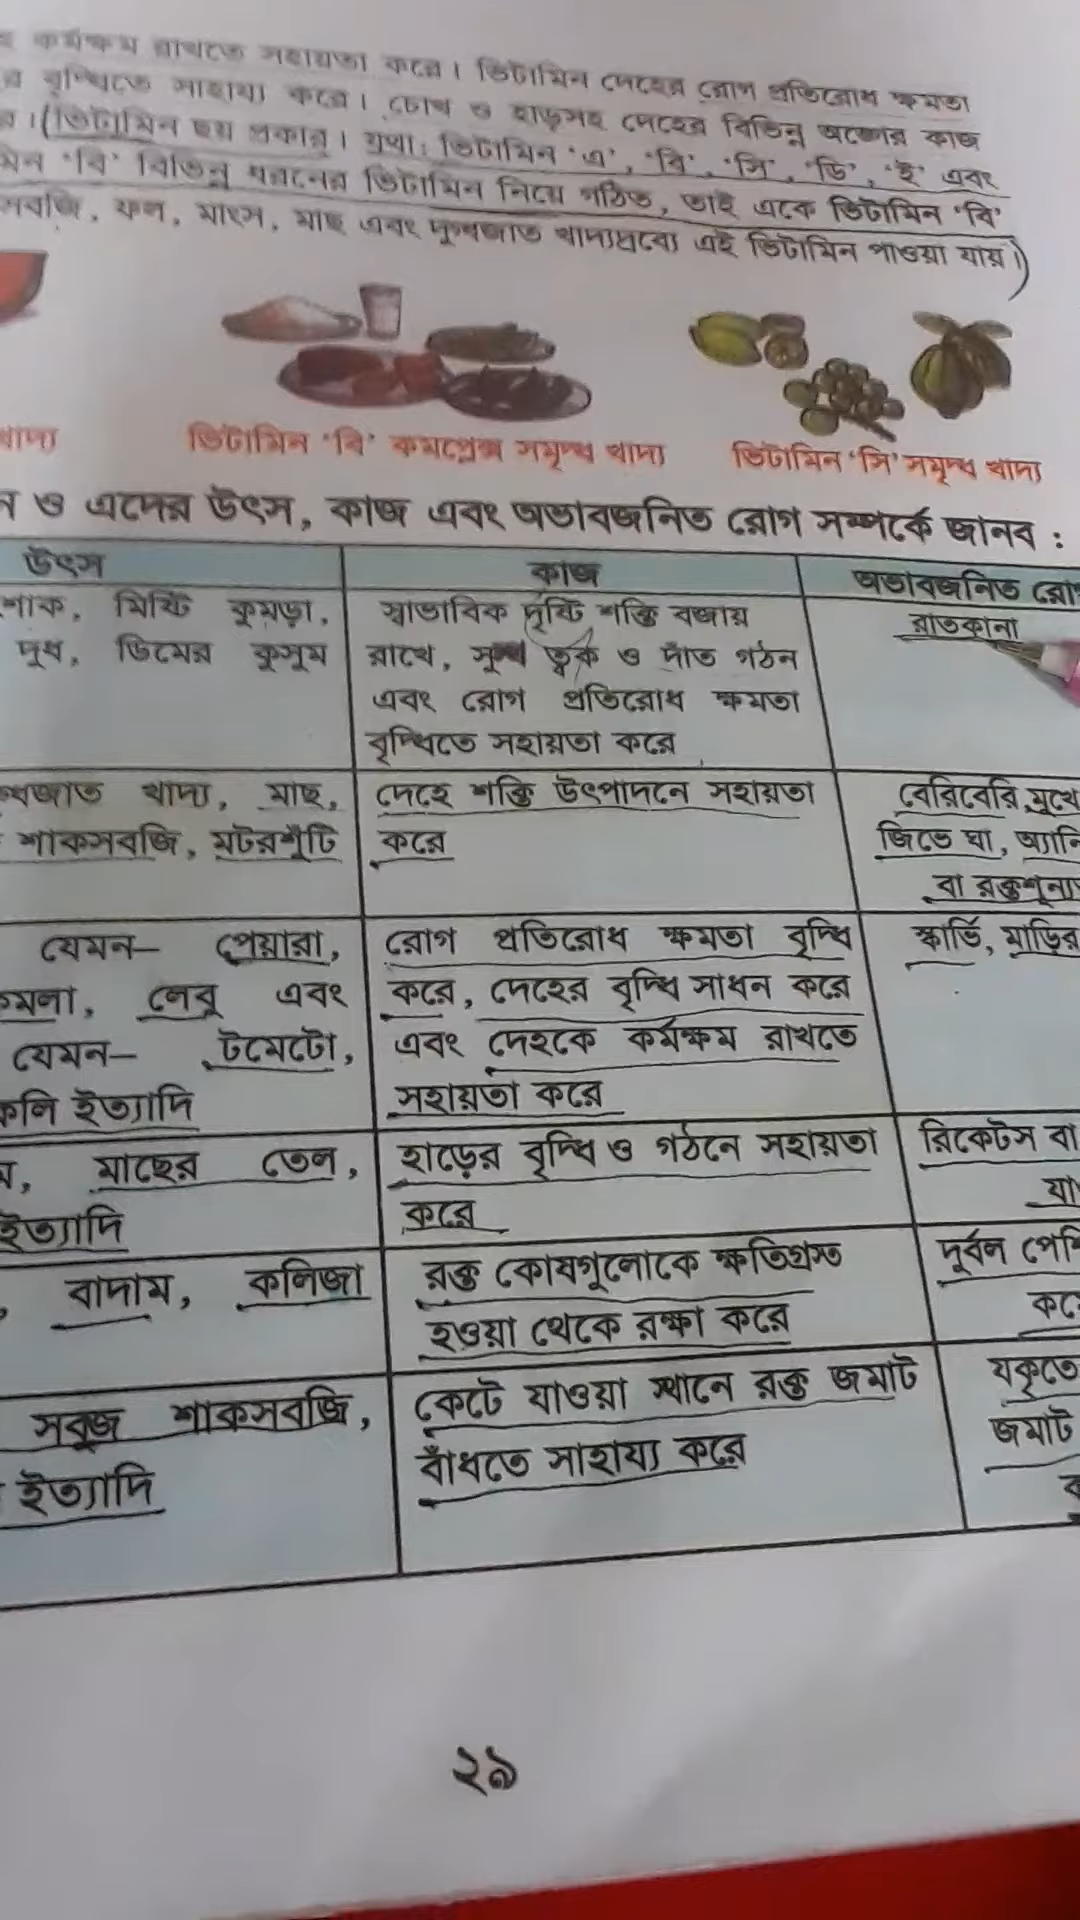 কর্মক্ষম রাখতে সহায়তা করে। ভিটামিন দেহের রোগ প্রতিরোধ ক্ষমতা
বৃদ্ধিতে সাহায্য করে। চোখ ও হাড়সহ দেহের বিভিন্ন অঙ্গের কাজ
(ভিটামিন ছয় প্রকার। যথা: ভিটামিন ‘এ’, ‘বি’, ‘সি’, ‘ডি’, ‘ই’ এবং
‘বি’ বিভিন্ন ধরনের ভিটামিন নিয়ে গঠিত, তাই একে ভিটামিন ‘বি’
ফল, মাংস, মাছ এবং দুগ্ধজাত খাদ্যদ্রব্যে এই ভিটামিন পাওয়া যায়।)
খাদ্য
ভিটামিন ‘বি’ কমপ্লেক্স সমৃদ্ধ খাদ্য
ভিটামিন ‘সি’ সমৃদ্ধ খাদ্য
ন ও এদের উৎস, কাজ এবং অভাবজনিত রোগ সম্পর্কে জানব :
উৎস
কাজ
অভাবজনিত
শাক, মিষ্টি কুমড়া,
দুধ, ডিমের কুসুম
স্বাভাবিক দৃষ্টি শক্তি বজায়
রাখে, সুস্থ ত্বক ও দাঁত গঠন
এবং রোগ প্রতিরোধ ক্ষমতা
বৃদ্ধিতে সহায়তা করে
রাতকানা
খাদ্য, মাছ,
শাকসবজি, মটরশুঁটি
দেহে শক্তি উৎপাদনে সহায়তা
করে
বেরিবেরি, মুখে
জিভে ঘা,
বা
যেমন– পেয়ারা,
লেবু এবং
যেমন– টমেটো,
ইত্যাদি
রোগ প্রতিরোধ ক্ষমতা বৃদ্ধি
করে, দেহের বৃদ্ধি সাধন করে
এবং দেহকে কর্মক্ষম রাখতে
সহায়তা করে
স্কার্ভি, মাড়ির
মাছের তেল,
ইত্যাদি
হাড়ের বৃদ্ধি ও গঠনে সহায়তা
করে
রিকেটস বা
বাদাম, কলিজা
রক্ত কোষগুলোকে ক্ষতিগ্রস্ত
হওয়া থেকে রক্ষা করে
দুর্বল
সবুজ শাকসবজি,
ইত্যাদি
কেটে যাওয়া স্থানে রক্ত জমাট
বাঁধতে সাহায্য করে
যকৃতে
জমাট
২৯